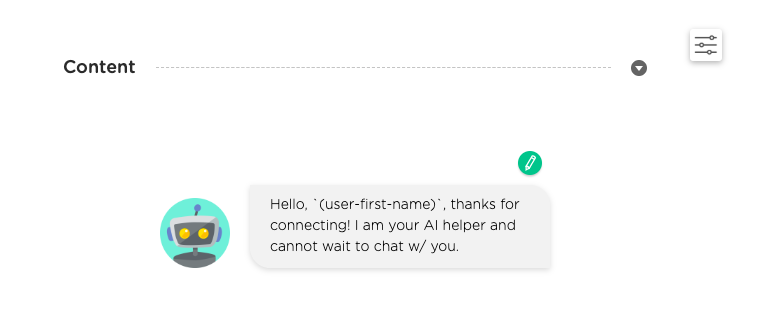 Content
Hello, `(user-first-name)`, thanks for
connecting! I am your AI helper and
cannot wait to chat w/ you.